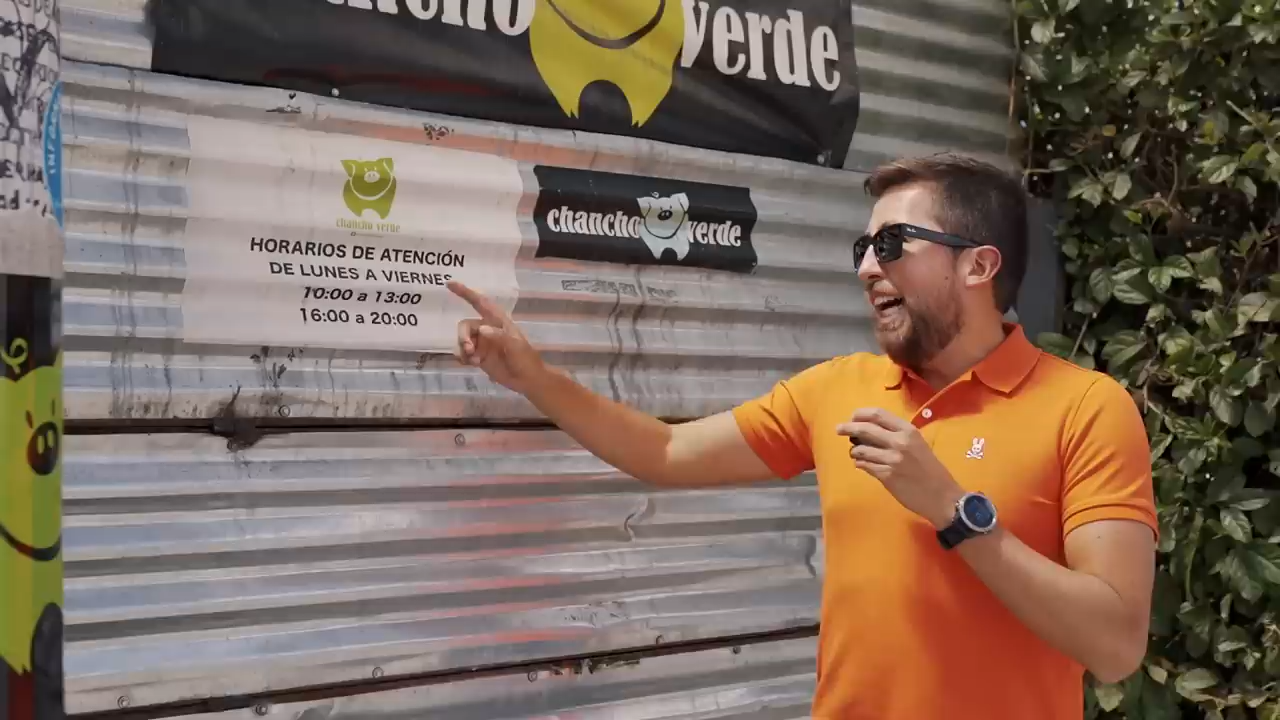 verde
chancho verde
HORARIOS DE ATENCIÓN
DE LUNES A VIERNES
10:00 a 13:00
16:00 a 20:00
chancho verde